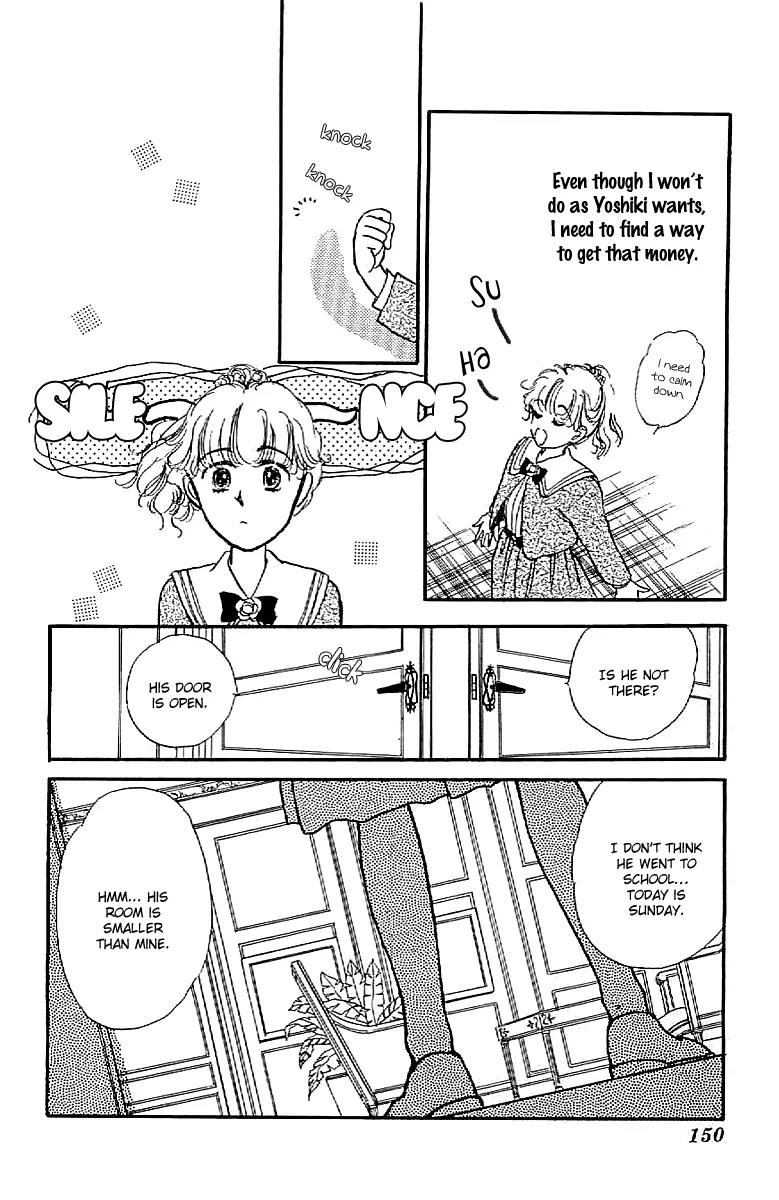 Even though I won't
do as Yoshiki wants,
I need to find a way
to get that money.
Su
Ha
I need
to calm
down.
knock
knock
SILE~NCE
IS HE NOT
THERE?
click
HIS DOOR
IS OPEN.
I DON'T THINK
HE WENT TO
SCHOOL...
TODAY IS
SUNDAY.
HMM... HIS
ROOM IS
SMALLER
THAN MINE.
150